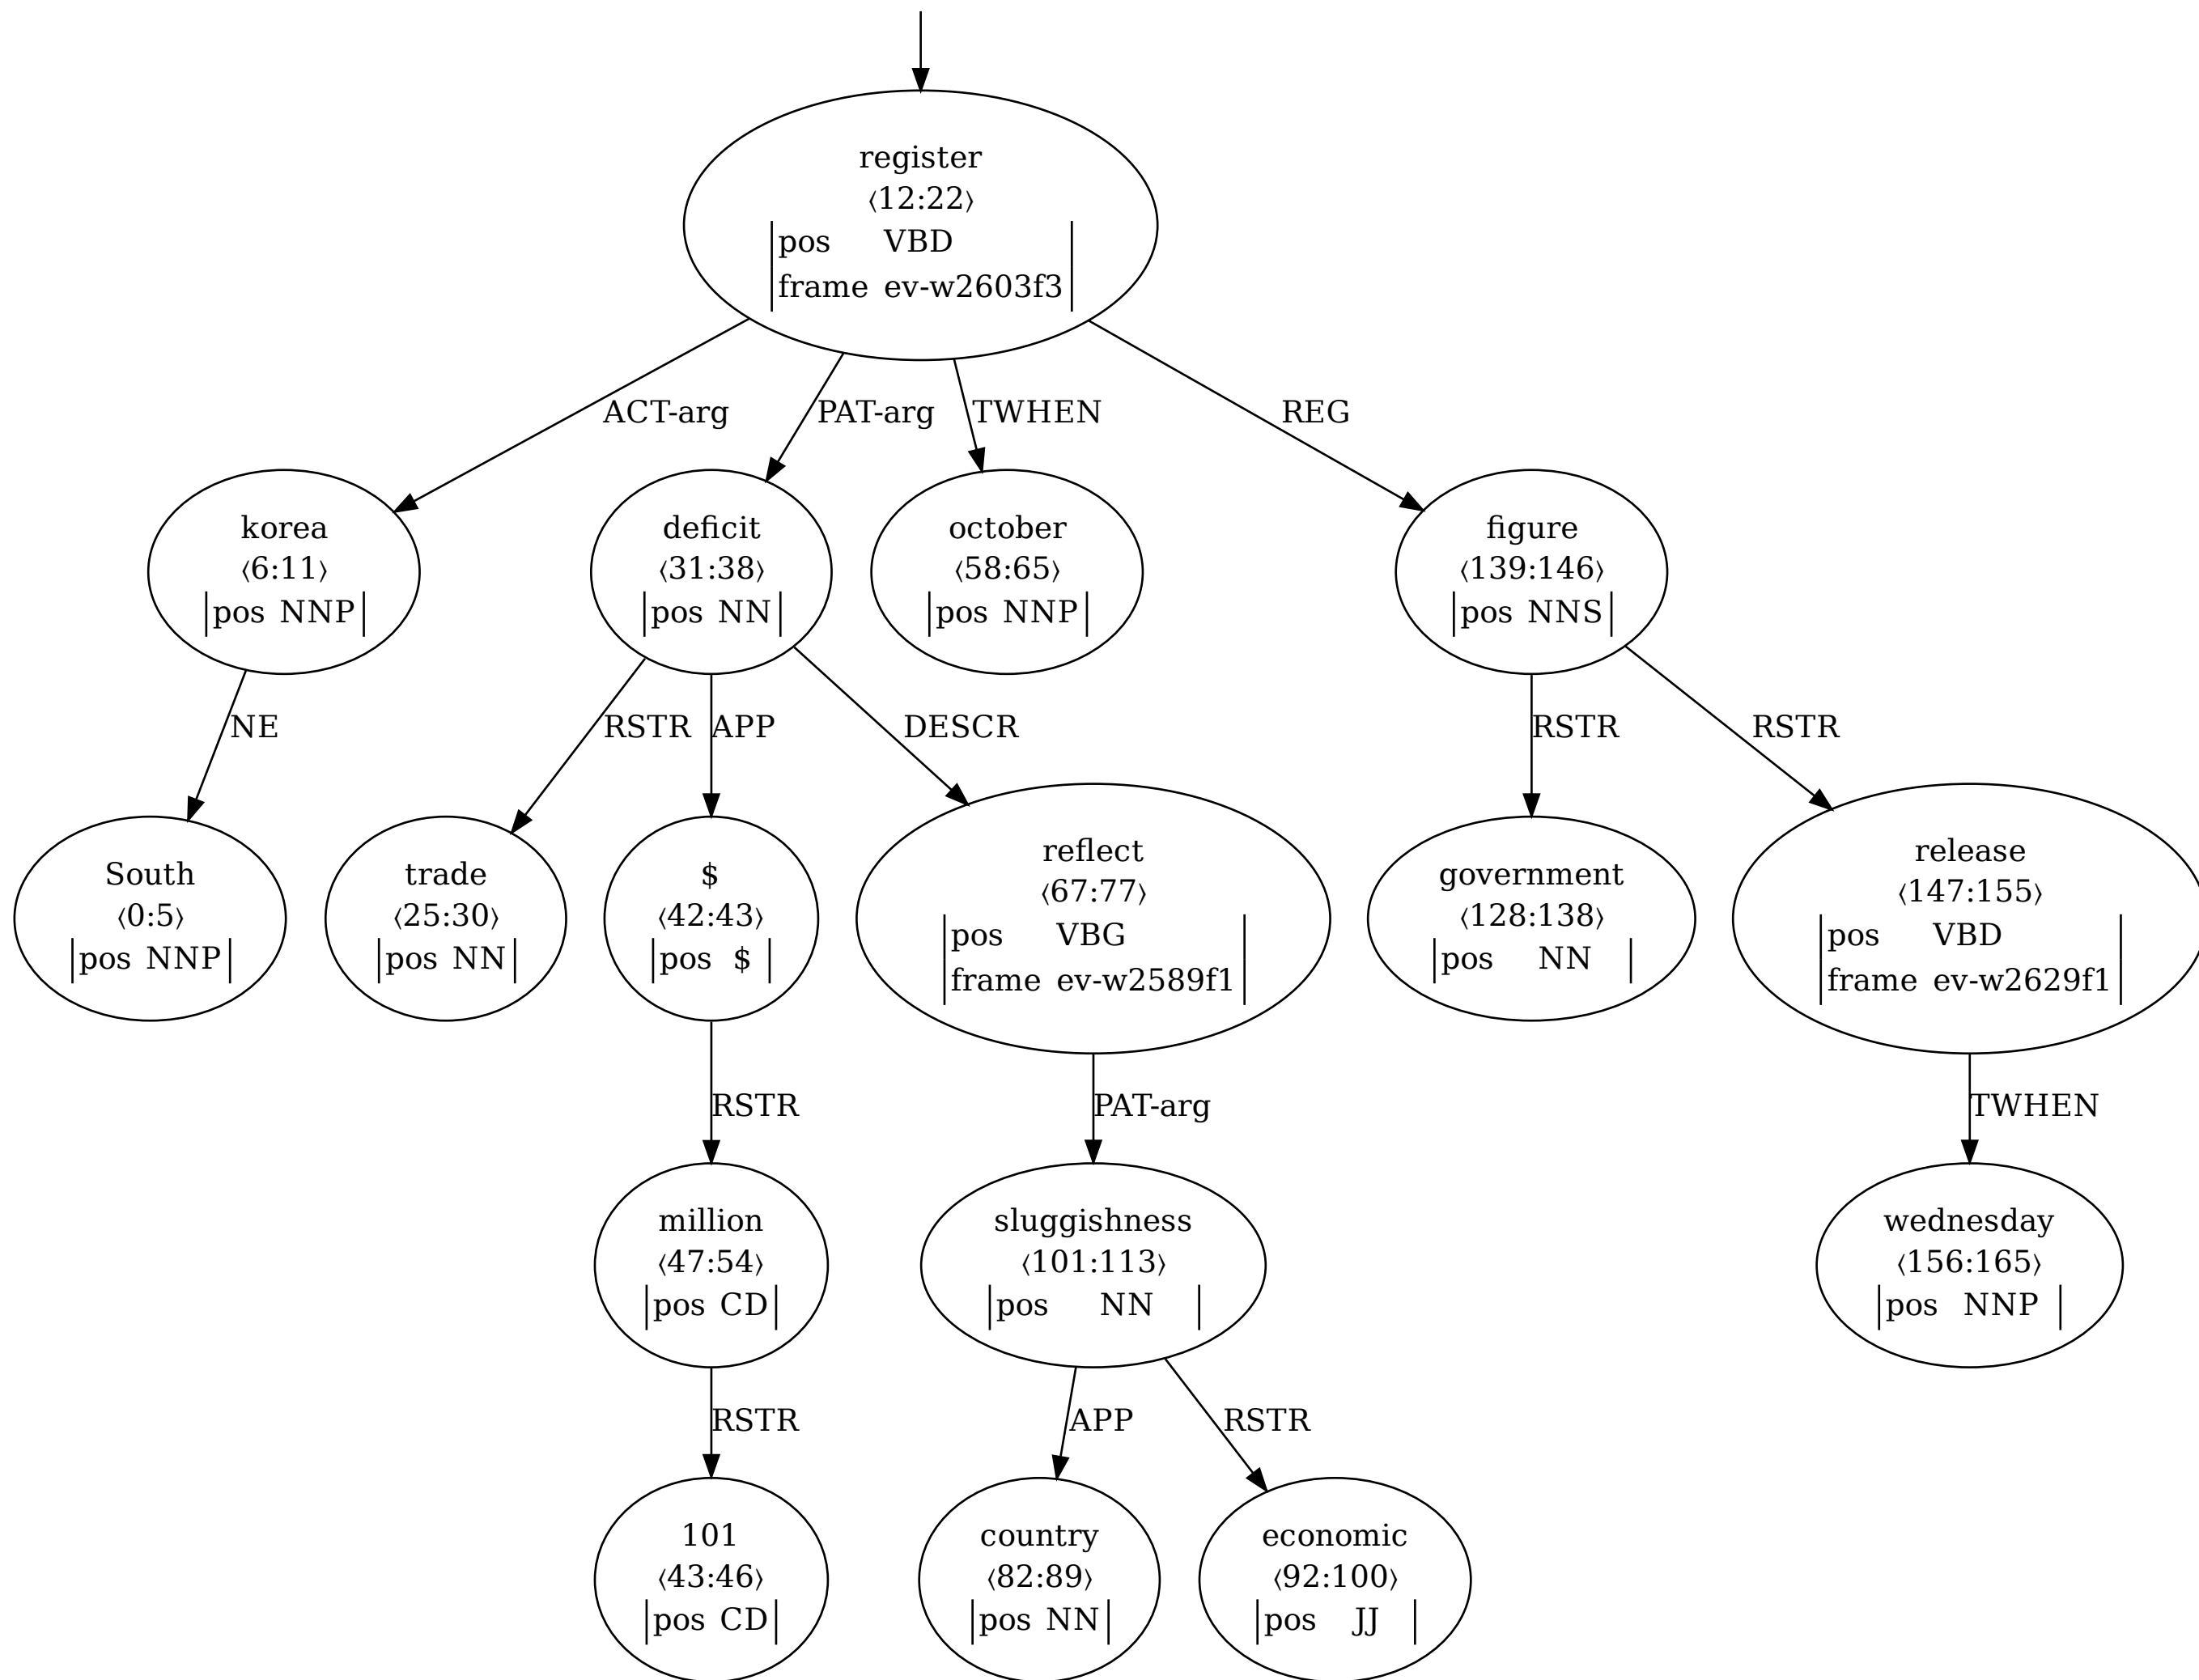 register
⟨12:22⟩
pos VBD
frame ev-w2603f3
ACT-arg
PAT-arg
TWHEN
REG
korea
⟨6:11⟩
pos NNP
deficit
⟨31:38⟩
pos NN
october
⟨58:65⟩
pos NNP
figure
⟨139:146⟩
pos NNS
NE
RSTR
APP
DESCR
RSTR
RSTR
South
⟨0:5⟩
pos NNP
trade
⟨25:30⟩
pos NN
$
⟨42:43⟩
pos $
reflect
⟨67:77⟩
pos VBG
frame ev-w2589f1
government
⟨128:138⟩
pos NN
release
⟨147:155⟩
pos VBD
frame ev-w2629f1
RSTR
PAT-arg
TWHEN
million
⟨47:54⟩
pos CD
sluggishness
⟨101:113⟩
pos NN
wednesday
⟨156:165⟩
pos NNP
RSTR
APP
RSTR
101
⟨43:46⟩
pos CD
country
⟨82:89⟩
pos NN
economic
⟨92:100⟩
pos JJ